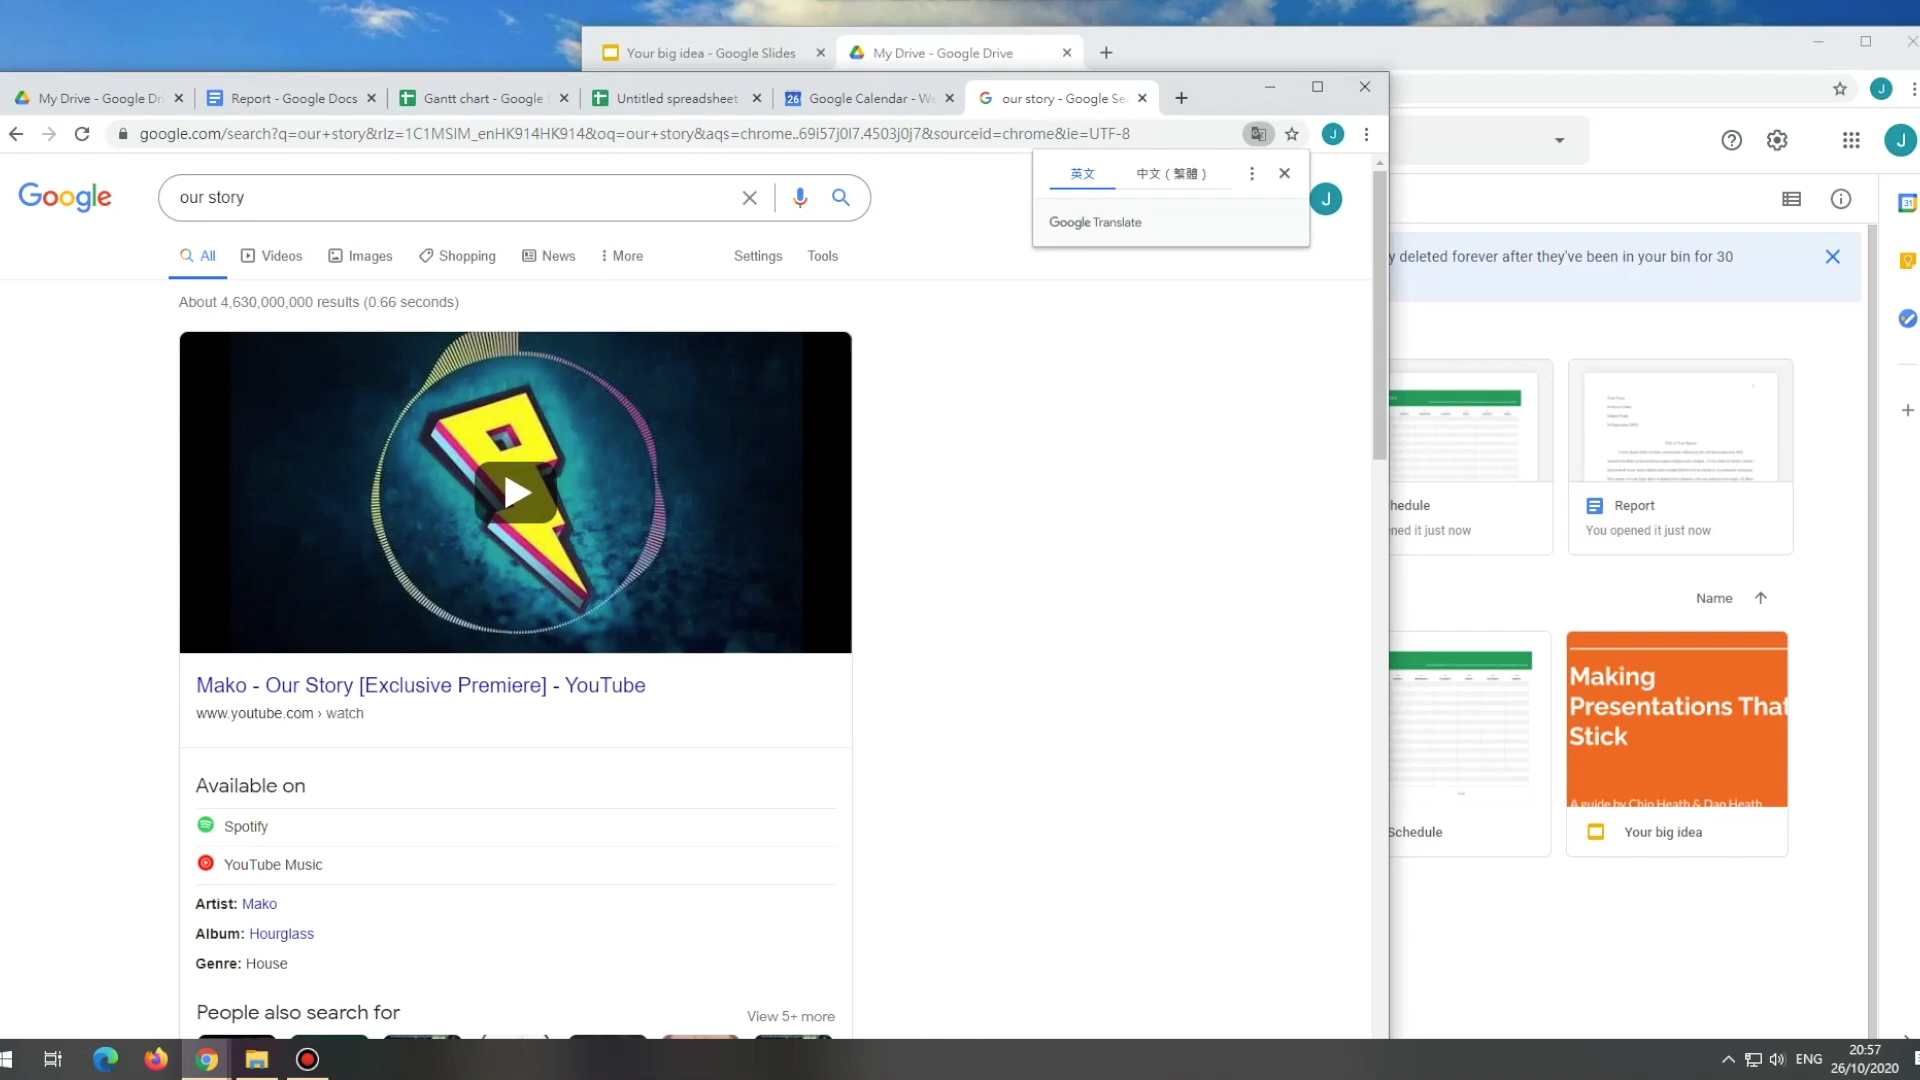 Your big idea - Google Slides
My Drive - Google Drive
My Drive - Google Dri
Report - Google Docs
Gantt chart - Google
Untitled spreadsheet
31
26
Google Calendar - We
our story - Google Se
google.com/search?q=our+story&rlz=1C1MSIM_enHK914HK914&oq=our+story&aqs=chrome..69i57j0l7.4503j0j7&sourceid=chrome&ie=UTF-8
J
J
J
Google
our story
英文
中文（繁體）
Google Translate
J
All
Videos
Images
Shopping
News
More
Settings
Tools
y deleted forever after they've been in your bin for 30
About 4,630,000,000 results (0.66 seconds)
Mako - Our Story [Exclusive Premiere] - YouTube
www.youtube.com › watch
Available on
Spotify
YouTube Music
Artist: Mako
Album: Hourglass
Genre: House
People also search for
View 5+ more
hedule
ned it just now
Report
You opened it just now
Name
Making
Presentations That
Stick
A guide by Chip Heath & Dan Heath
Schedule
Your big idea
ENG
20:57
26/10/2020